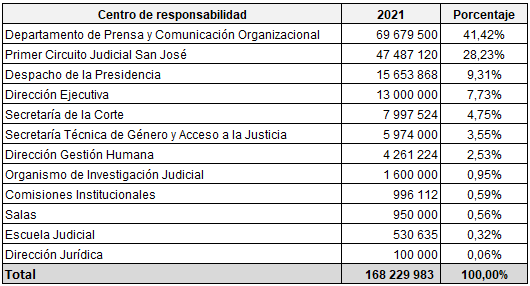 Centro de responsabilidad 2021 Porcentaje
Departamento de Prensa y Comunicación Organizacional 69 679 500 41,42%
Primer Circuito Judicial San José 47 487 120 28,23%
Despacho de la Presidencia 15 653 868 9,31%
Dirección Ejecutiva 13 000 000 7,73%
Secretaría de la Corte 7 997 524 4,75%
Secretaría Técnica de Género y Acceso a la Justicia 5 974 000 3,55%
Dirección Gestión Humana 4 261 224 2,53%
Organismo de Investigación Judicial 1 600 000 0,95%
Comisiones Institucionales 996 112 0,59%
Salas 950 000 0,56%
Escuela Judicial 530 635 0,32%
Dirección Jurídica 100 000 0,06%
Total 168 229 983 100,00%